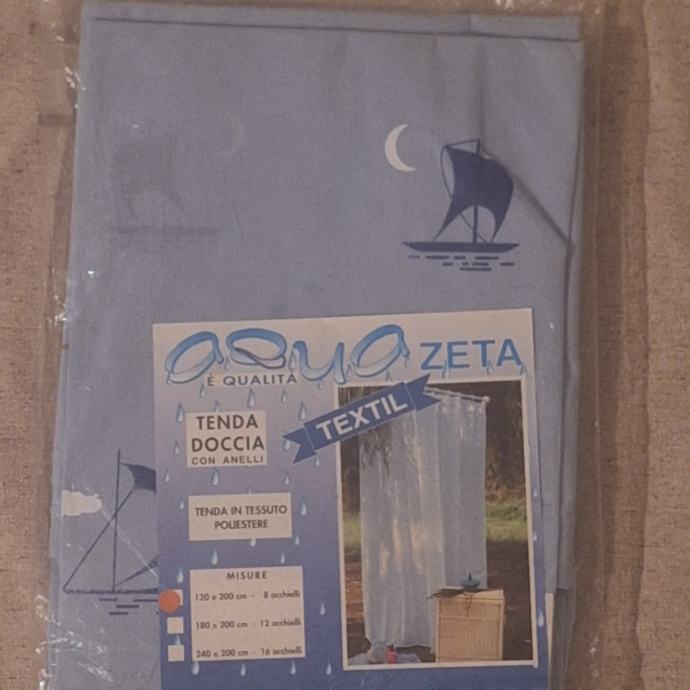 aqua ZETA
È QUALITÀ
TEXTIL
TENDA
DOCCIA
CON ANELLI
TENDA IN TESSUTO
POLIESTERE
MISURE
120 x 200 cm - 8 occhielli
180 x 200 cm - 12 occhielli
240 x 200 cm - 16 occhielli